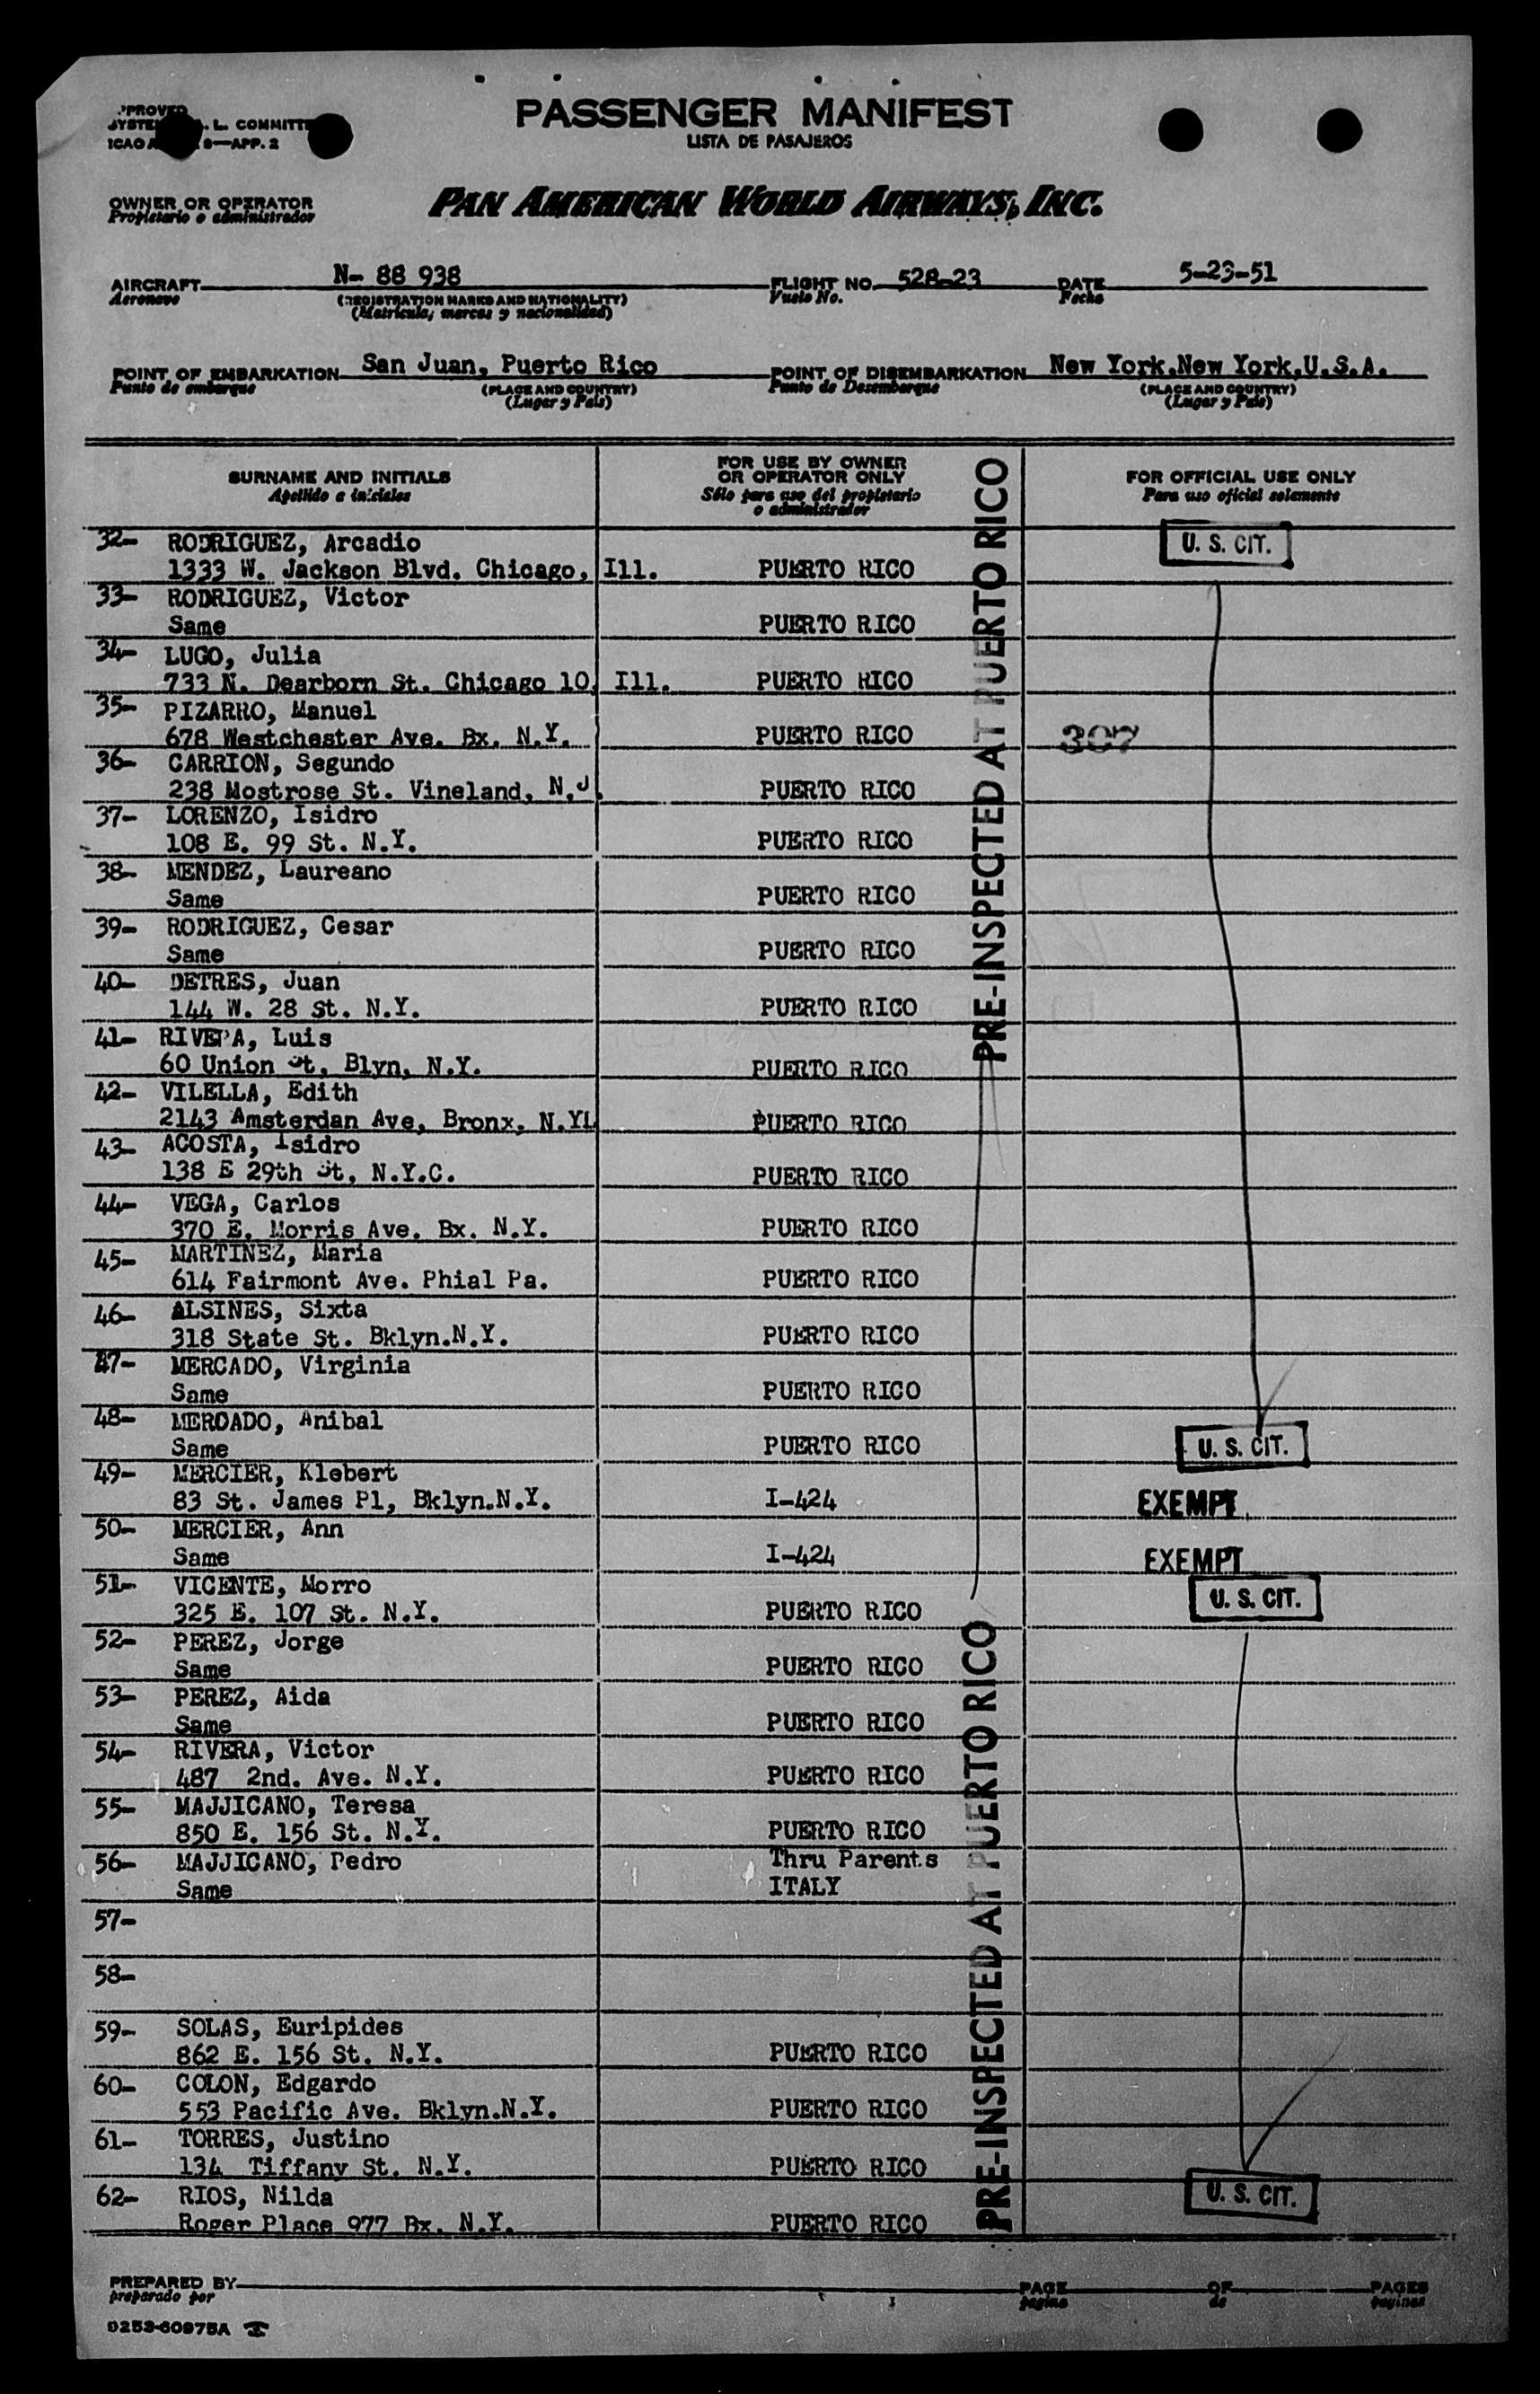 PASSENGER MANIFEST
LISTA DE PASAJEROS
L. COMMITT
9—APP. 2
OWNER OR OPERATOR
Propietario o administrador
PAN AMERICAN WORLD AIRWAYS, INC.
AIRCRAFT N- 88 938 FLIGHT NO. 528-23 DATE 5-23-51
Aeronave (REGISTRATION MARKS AND NATIONALITY) Vuelo No. Fecha
(Matricula, marcas y nacionalidad)
POINT OF EMBARKATION San Juan, Puerto Rico POINT OF DISEMBARKATION New York,New York,U.S.A.
Punto de embarque (PLACE AND COUNTRY) Punto de Desembarque (PLACE AND COUNTRY)
(Lugar y Pais) (Lugar y Pais)
SURNAME AND INITIALS
Apellido e iniciales
FOR USE BY OWNER
OR OPERATOR ONLY
Sólo para uso del propietario
o administrador
FOR OFFICIAL USE ONLY
Para uso oficial solamente
PRE-INSPECTED AT PUERTO RICO
32- RODRIGUEZ, Arcadio U. S. CIT.
1333 W. Jackson Blvd. Chicago, Ill. PUERTO RICO
33- RODRIGUEZ, Victor
Same PUERTO RICO
34- LUGO, Julia
733 N. Dearborn St. Chicago 10, Ill. PUERTO RICO
35- PIZARRO, Manuel
678 Westchester Ave. Bx. N.Y. PUERTO RICO 307
36- CARRION, Segundo
238 Mostrose St. Vineland, N.J. PUERTO RICO
37- LORENZO, Isidro
108 E. 99 St. N.Y. PUERTO RICO
38- MENDEZ, Laureano
Same PUERTO RICO
39- RODRIGUEZ, Cesar
Same PUERTO RICO
40- DETRES, Juan
144 W. 28 St. N.Y. PUERTO RICO
41- RIVERA, Luis
60 Union St, Blyn, N.Y. PUERTO RICO
42- VILELLA, Edith
2143 Amsterdan Ave, Bronx, N.YL PUERTO RICO
43- ACOSTA, Isidro
138 E 29th St, N.Y.C. PUERTO RICO
44- VEGA, Carlos
370 E. Morris Ave. Bx. N.Y. PUERTO RICO
45- MARTINEZ, Maria
614 Fairmont Ave. Phial Pa. PUERTO RICO
46- ALSINES, Sixta
318 State St. Bklyn.N.Y. PUERTO RICO
47- MERCADO, Virginia
Same PUERTO RICO
48- MERCADO, Anibal
Same PUERTO RICO U. S. CIT.
49- MERCIER, Klebert
83 St. James Pl, Bklyn.N.Y. I-424 EXEMPT
50- MERCIER, Ann
Same I-424 EXEMPT
51- VICENTE, Morro U. S. CIT.
325 E. 107 St. N.Y. PUERTO RICO
PRE-INSPECTED AT PUERTO RICO
52- PEREZ, Jorge
Same PUERTO RICO
53- PEREZ, Aida
Same PUERTO RICO
54- RIVERA, Victor
487 2nd. Ave. N.Y. PUERTO RICO
55- MAJJICANO, Teresa
850 E. 156 St. N.Y. PUERTO RICO
56- MAJJICANO, Pedro Thru Parents
Same ITALY
57-
58-
59- SOLAS, Euripides
862 E. 156 St. N.Y. PUERTO RICO
60- COLON, Edgardo
553 Pacific Ave. Bklyn.N.Y. PUERTO RICO
61- TORRES, Justino
134 Tiffany St. N.Y. PUERTO RICO
62- RIOS, Nilda U. S. CIT.
Roger Place 977 Bx. N.Y. PUERTO RICO
PREPARED BY PAGE OF PAGES
preparado por pagina de paginas
0253-60975A